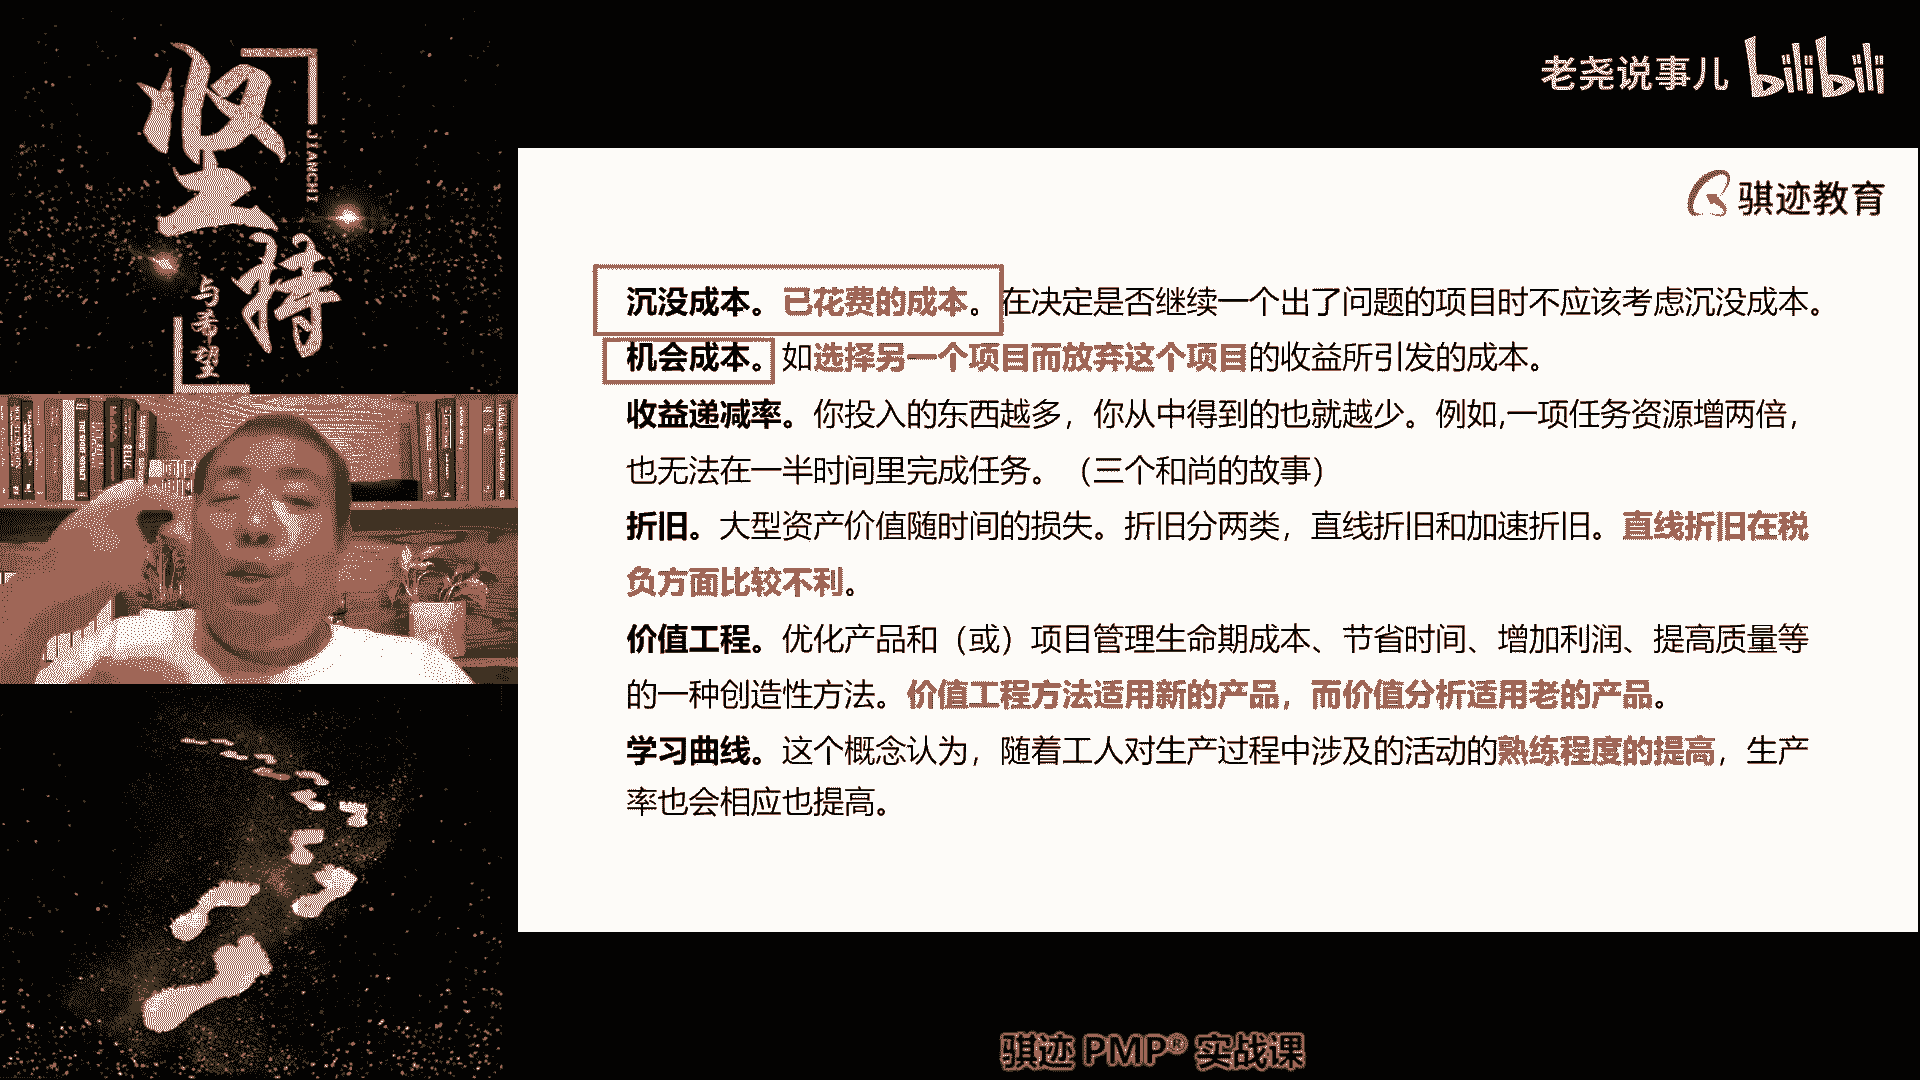 坚持
JIANCHI
与希望
老尧说事儿 bilibili
骐迹教育
沉没成本。已花费的成本。在决定是否继续一个出了问题的项目时不应该考虑沉没成本。
机会成本。如选择另一个项目而放弃这个项目的收益所引发的成本。
收益递减率。你投入的东西越多，你从中得到的也就越少。例如,一项任务资源增两倍，
也无法在一半时间里完成任务。（三个和尚的故事）
折旧。大型资产价值随时间的损失。折旧分两类，直线折旧和加速折旧。直线折旧在税
负方面比较不利。
价值工程。优化产品和（或）项目管理生命期成本、节省时间、增加利润、提高质量等
的一种创造性方法。价值工程方法适用新的产品，而价值分析适用老的产品。
学习曲线。这个概念认为，随着工人对生产过程中涉及的活动的熟练程度的提高，生产
率也会相应也提高。
骐迹 PMP® 实战课